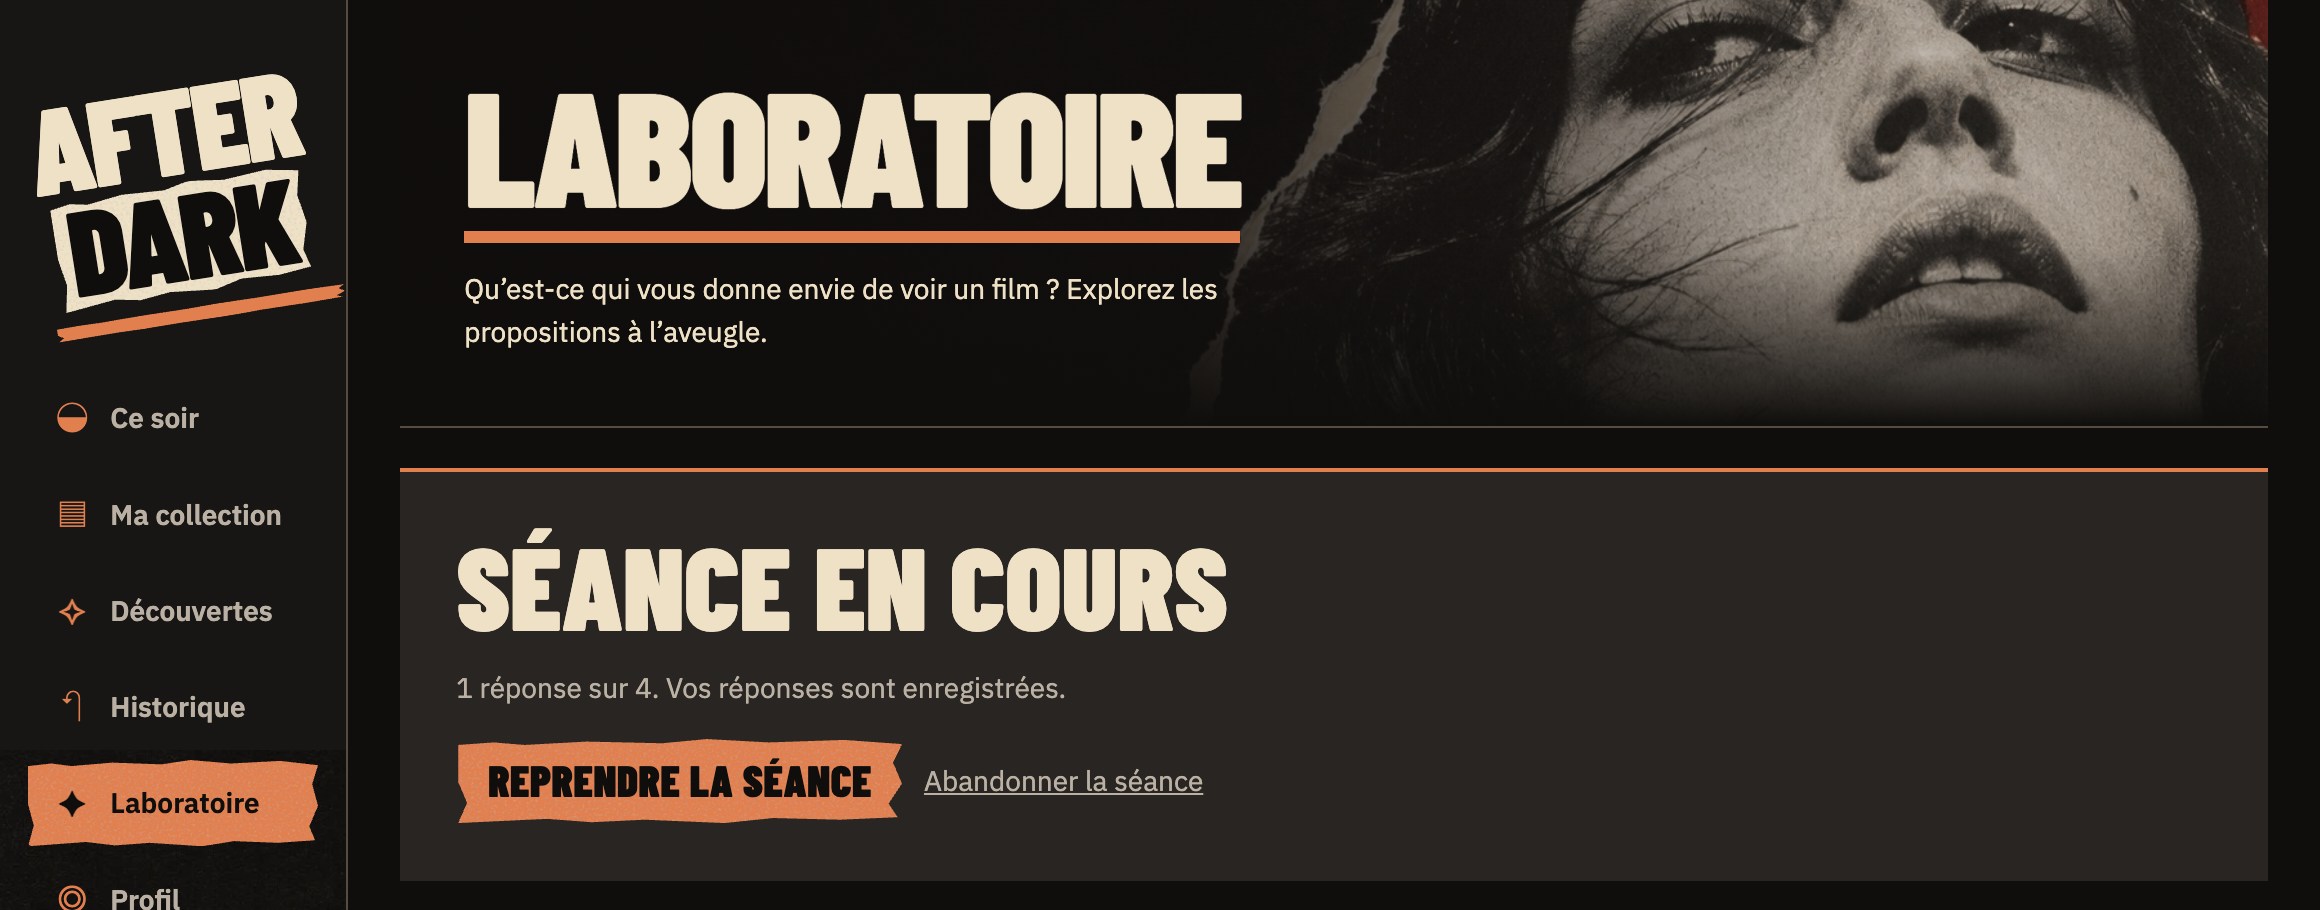 AFTER
DARK
Ce soir
Ma collection
Découvertes
Historique
Laboratoire
Profil
LABORATOIRE
Qu’est-ce qui vous donne envie de voir un film ? Explorez les
propositions à l’aveugle.
SÉANCE EN COURS
1 réponse sur 4. Vos réponses sont enregistrées.
REPRENDRE LA SÉANCE
Abandonner la séance